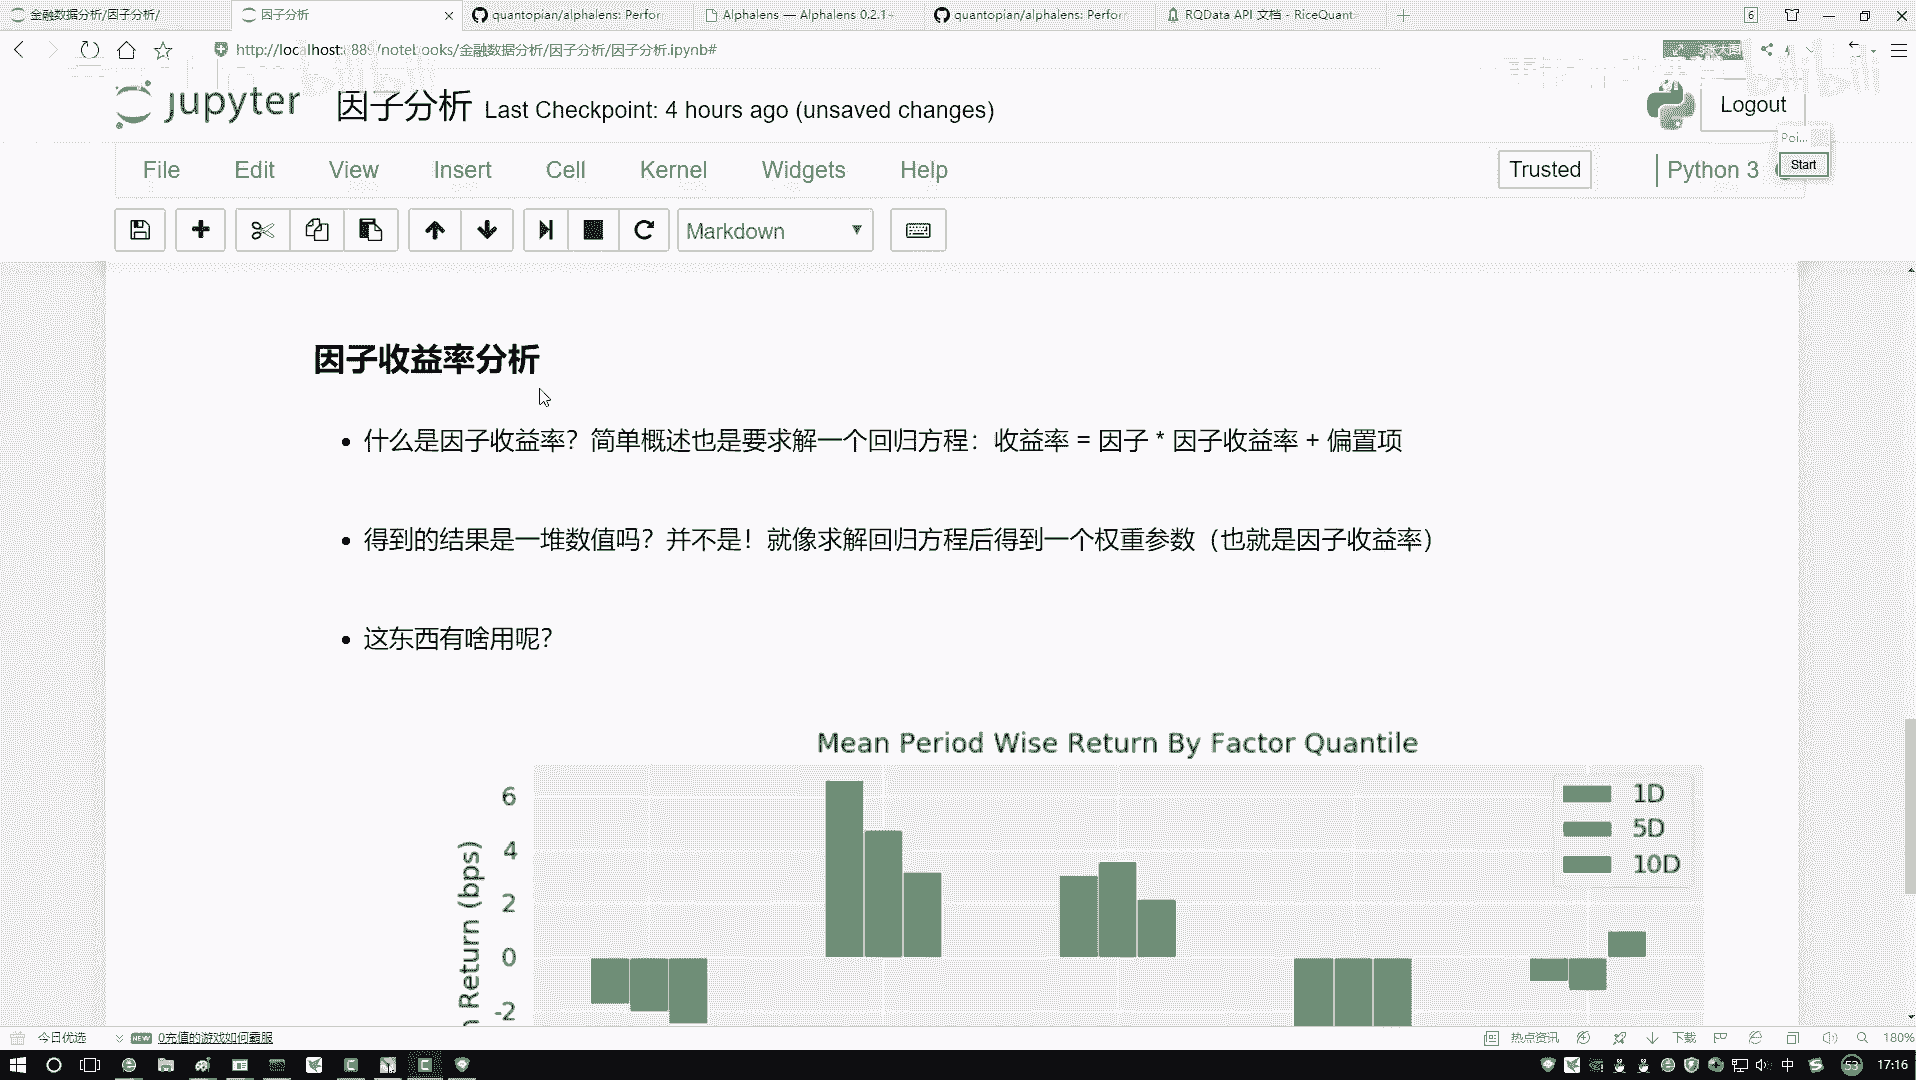 金融数据分析/因子分析/
因子分析
quantopian/alphalens: Perfor
Alphalens — Alphalens 0.2.1+
quantopian/alphalens: Perfor
RQData API 文档 - RiceQuant
6
http://localhost:8889/notebooks/金融数据分析/因子分析/因子分析.ipynb#
jupyter 因子分析 Last Checkpoint: 4 hours ago (unsaved changes)
Logout
Poi...
Start
File Edit View Insert Cell Kernel Widgets Help
Trusted
Python 3
Markdown
因子收益率分析
什么是因子收益率？简单概述也是要求解一个回归方程：收益率 = 因子 * 因子收益率 + 偏置项
得到的结果是一堆数值吗？并不是！就像求解回归方程后得到一个权重参数（也就是因子收益率）
这东西有啥用呢？
Mean Period Wise Return By Factor Quantile
1D
5D
10D
6
4
2
0
-2
Return (bps)
今日优选
NEW
0充值的游戏如何霸服
热点资讯
下载
180%
中
53
17:16